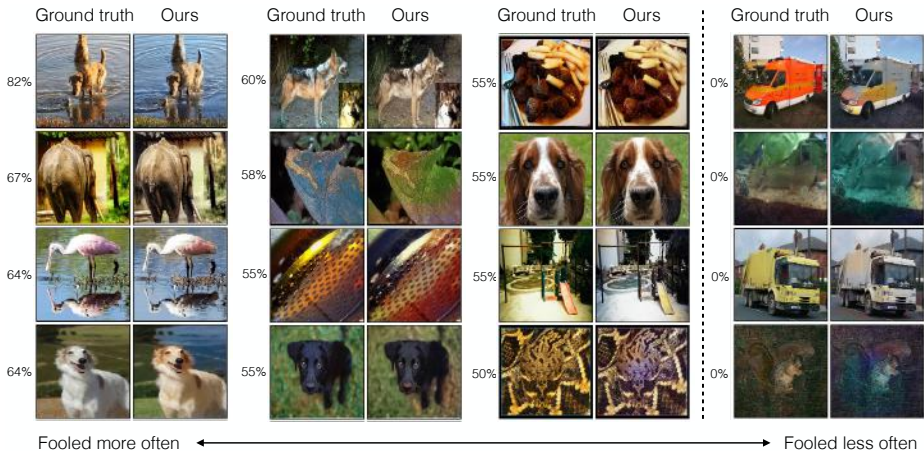 Ground truth Ours Ground truth Ours Ground truth Ours Ground truth Ours
82% 60% 55% 0%
67% 58% 55% 0%
64% 55% 55% 0%
64% 55% 50% 0%
Fooled more often Fooled less often